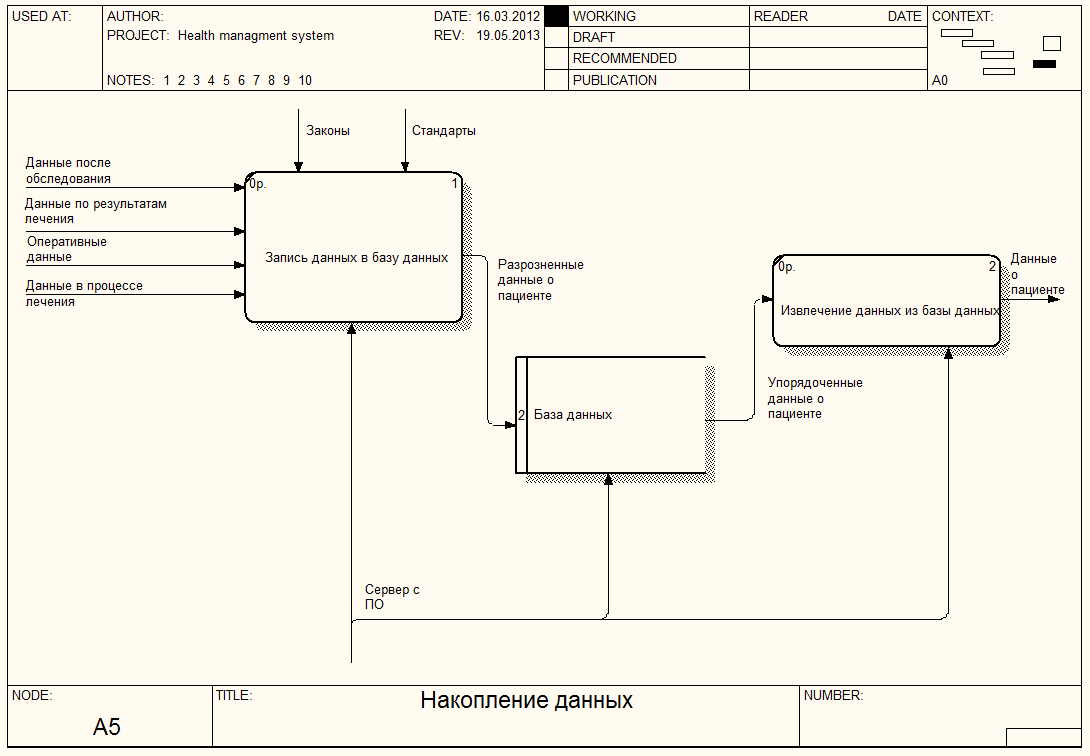 USED AT:
AUTHOR:
DATE: 16.03.2012
PROJECT: Health managment system
REV: 19.05.2013
NOTES: 1 2 3 4 5 6 7 8 9 10
WORKING
DRAFT
RECOMMENDED
PUBLICATION
READER DATE
CONTEXT:
A0
Законы
Стандарты
Данные после
обследования
Данные по результатам
лечения
Оперативные
данные
Данные в процессе
лечения
0р. 1
Запись данных в базу данных
Разрозненные
данные о
пациенте
2 База данных
Упорядоченные
данные о
пациенте
0р. 2
Извлечение данных из базы данных
Данные
о
пациенте
Сервер с
ПО
NODE:
A5
TITLE:
Накопление данных
NUMBER: